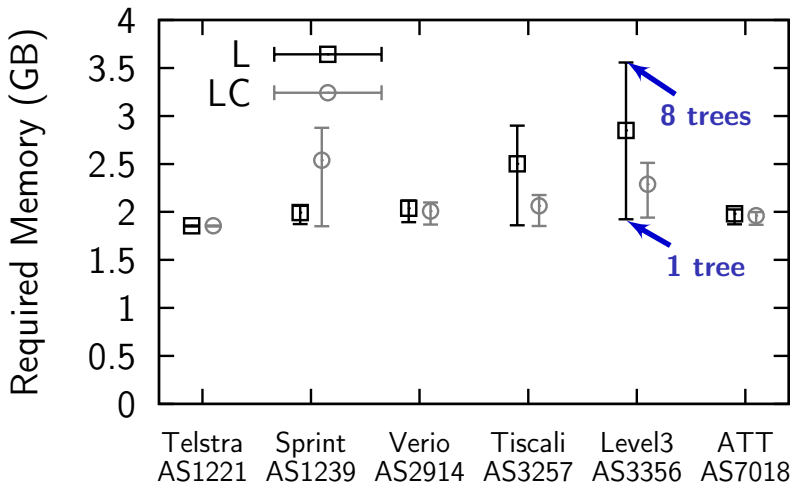 Required Memory (GB)
4
3.5
3
2.5
2
1.5
1
0.5
0
L
LC
8 trees
1 tree
Telstra Sprint Verio Tiscali Level3 ATT
AS1221 AS1239 AS2914 AS3257 AS3356 AS7018